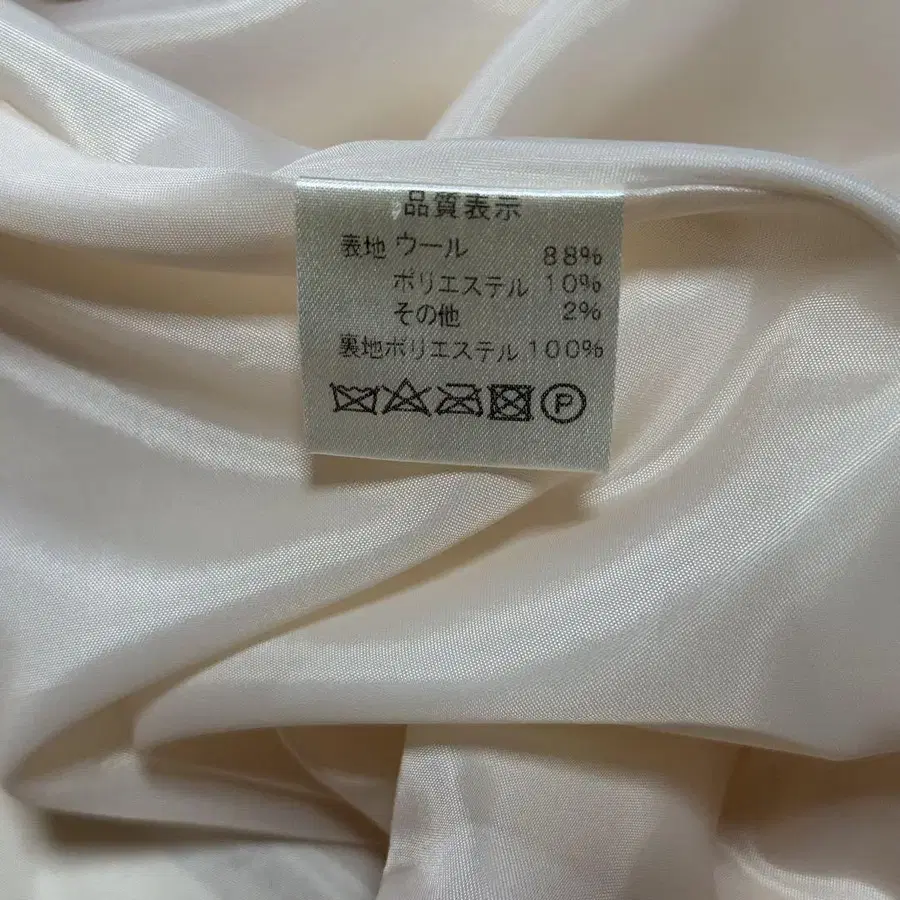 品質表示
表地 ウール 88%
ポリエステル 10%
その他 2%
裏地ポリエステル 100%
P